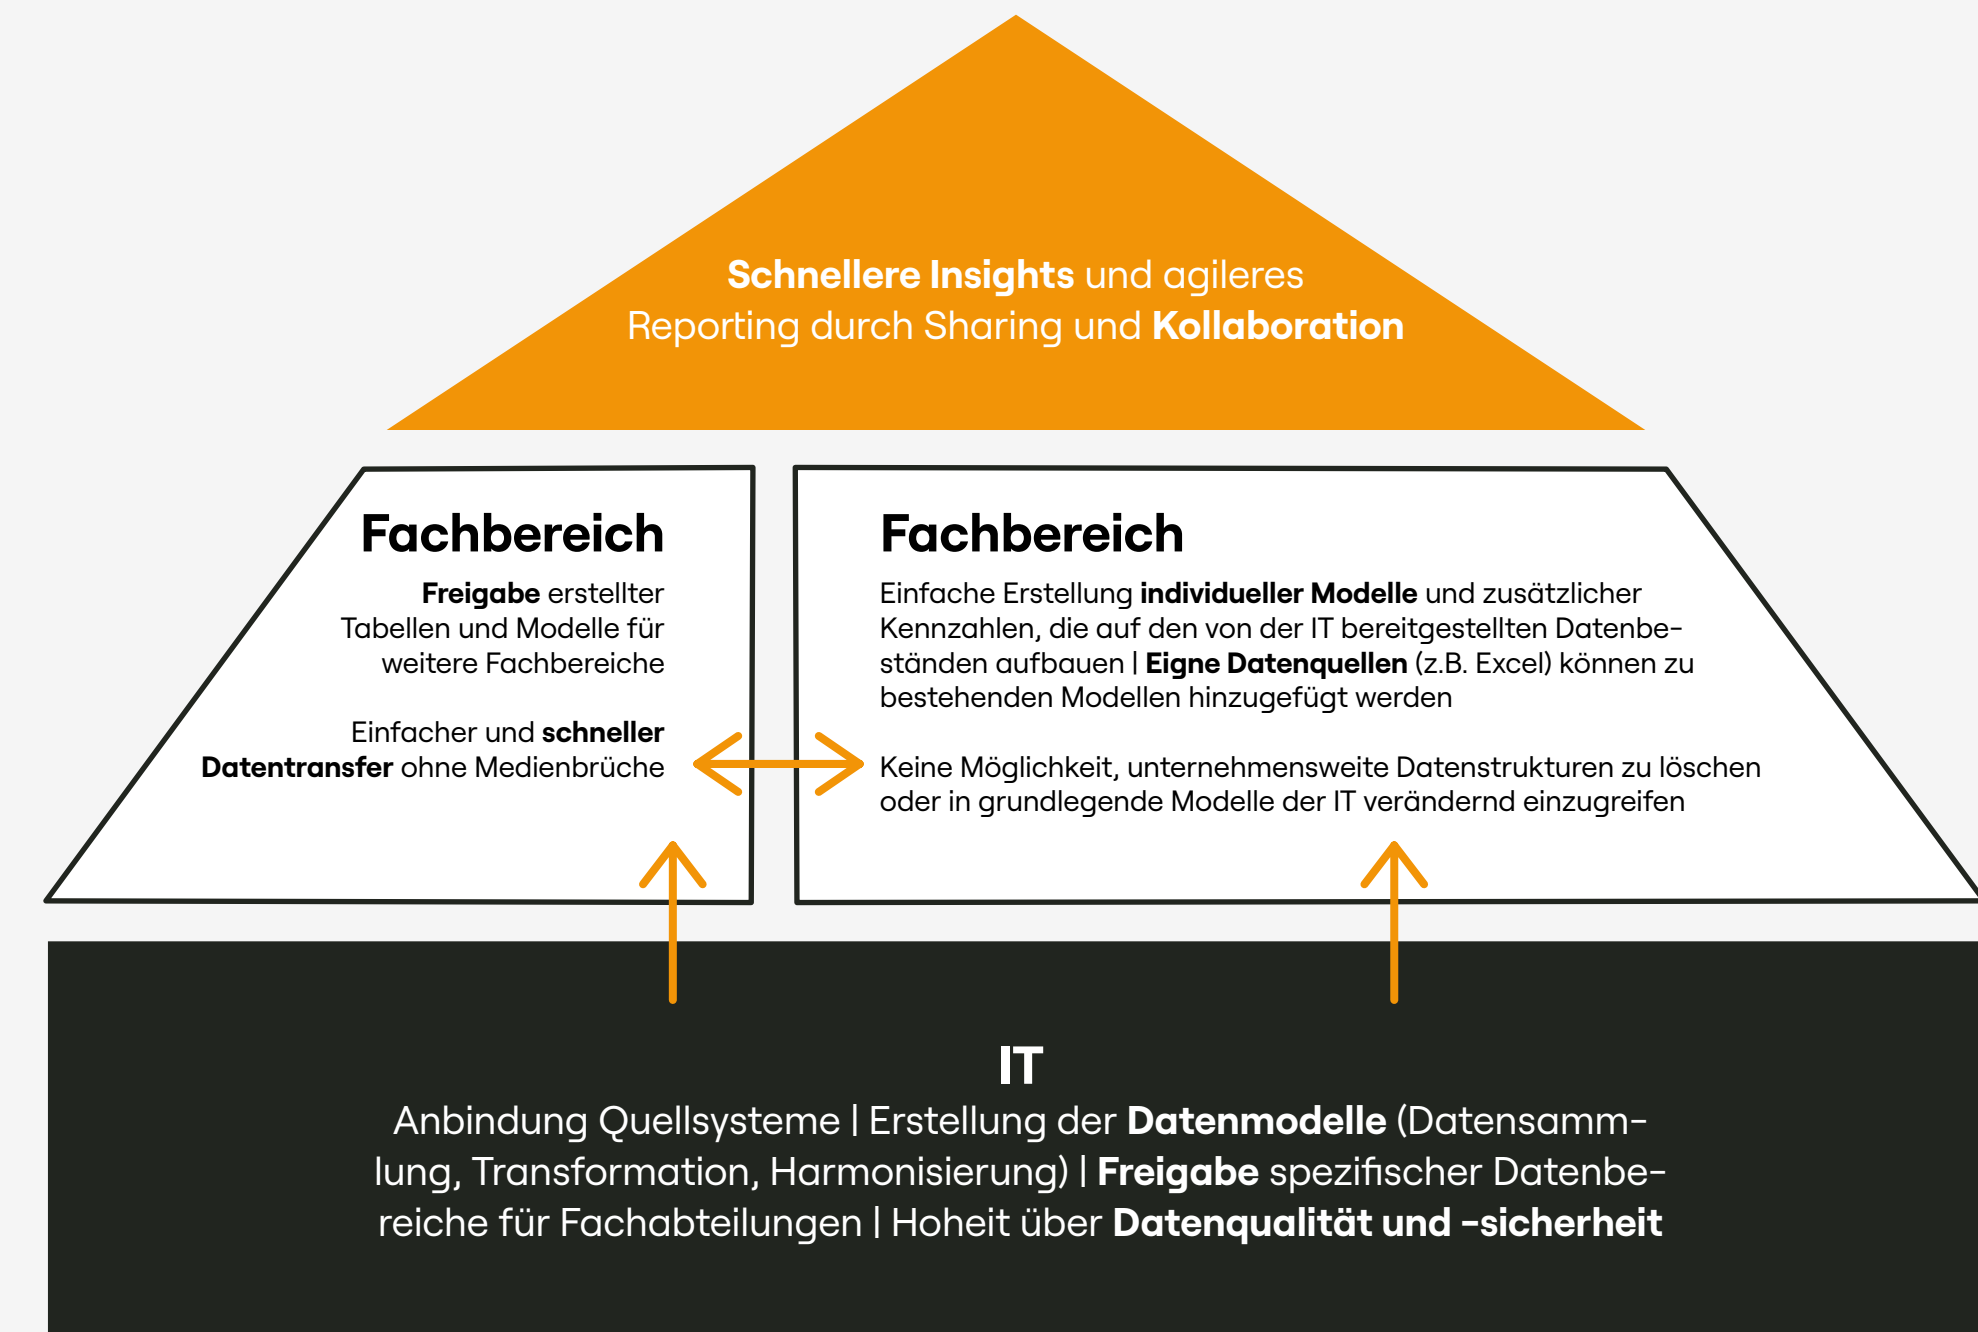 Schnellere Insights und agileres
Reporting durch Sharing und Kollaboration
Fachbereich
Freigabe erstellter
Tabellen und Modelle für
weitere Fachbereiche
Einfacher und schneller
Datentransfer ohne Medienbrüche
Fachbereich
Einfache Erstellung individueller Modelle und zusätzlicher
Kennzahlen, die auf den von der IT bereitgestellten Datenbe-
ständen aufbauen | Eigne Datenquellen (z.B. Excel) können zu
bestehenden Modellen hinzugefügt werden
Keine Möglichkeit, unternehmensweite Datenstrukturen zu löschen
oder in grundlegende Modelle der IT verändernd einzugreifen
IT
Anbindung Quellsysteme | Erstellung der Datenmodelle (Datensamm-
lung, Transformation, Harmonisierung) | Freigabe spezifischer Datenbe-
reiche für Fachabteilungen | Hoheit über Datenqualität und -sicherheit